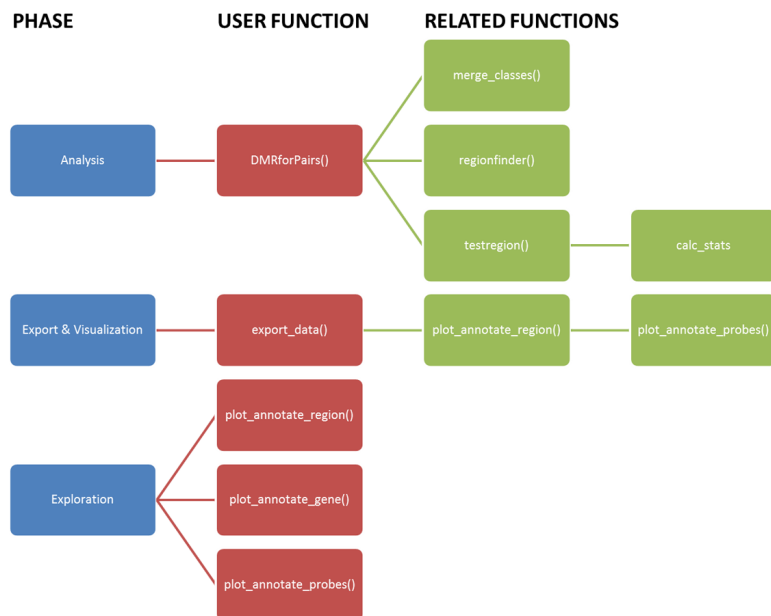 PHASE
USER FUNCTION
RELATED FUNCTIONS
merge_classes()
Analysis
DMRforPairs()
regionfinder()
testregion()
calc_stats
Export & Visualization
export_data()
plot_annotate_region()
plot_annotate_probes()
plot_annotate_region()
Exploration
plot_annotate_gene()
plot_annotate_probes()